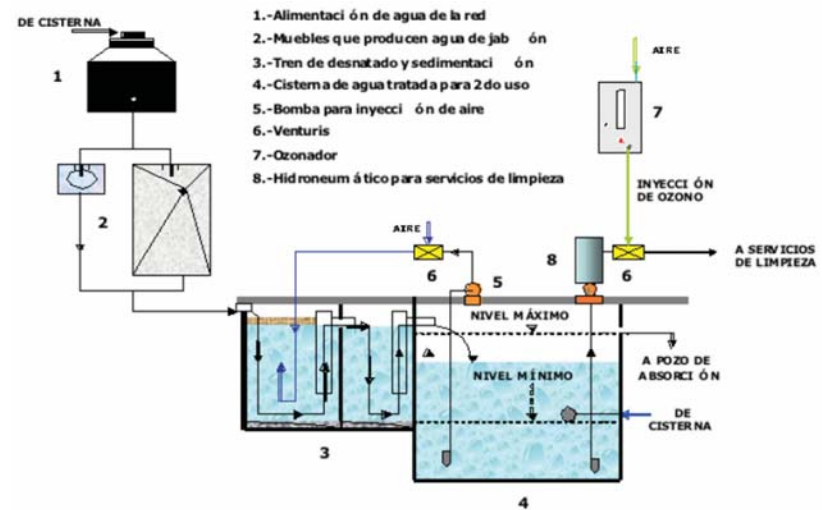 DE CISTERNA
1
1.-Alimentaci ón de agua de la red
2.-Muebles que producen agua de jab ón
3.-Tren de desnatado y sedimentaci ón
4.-Cisterna de agua tratada para 2do uso
5.-Bomba para inyecci ón de aire
6.-Venturis
7.-Ozonador
8.-Hidroneum ático para servicios de limpieza
AIRE
7
INYECCI ÓN
DE OZONO
2
AIRE
6
5
8
6
A SERVICIOS
DE LIMPIEZA
NIVEL MÁXIMO
A POZO DE
ABSORCI ÓN
NIVEL MÍNIMO
DE
CISTERNA
3
4